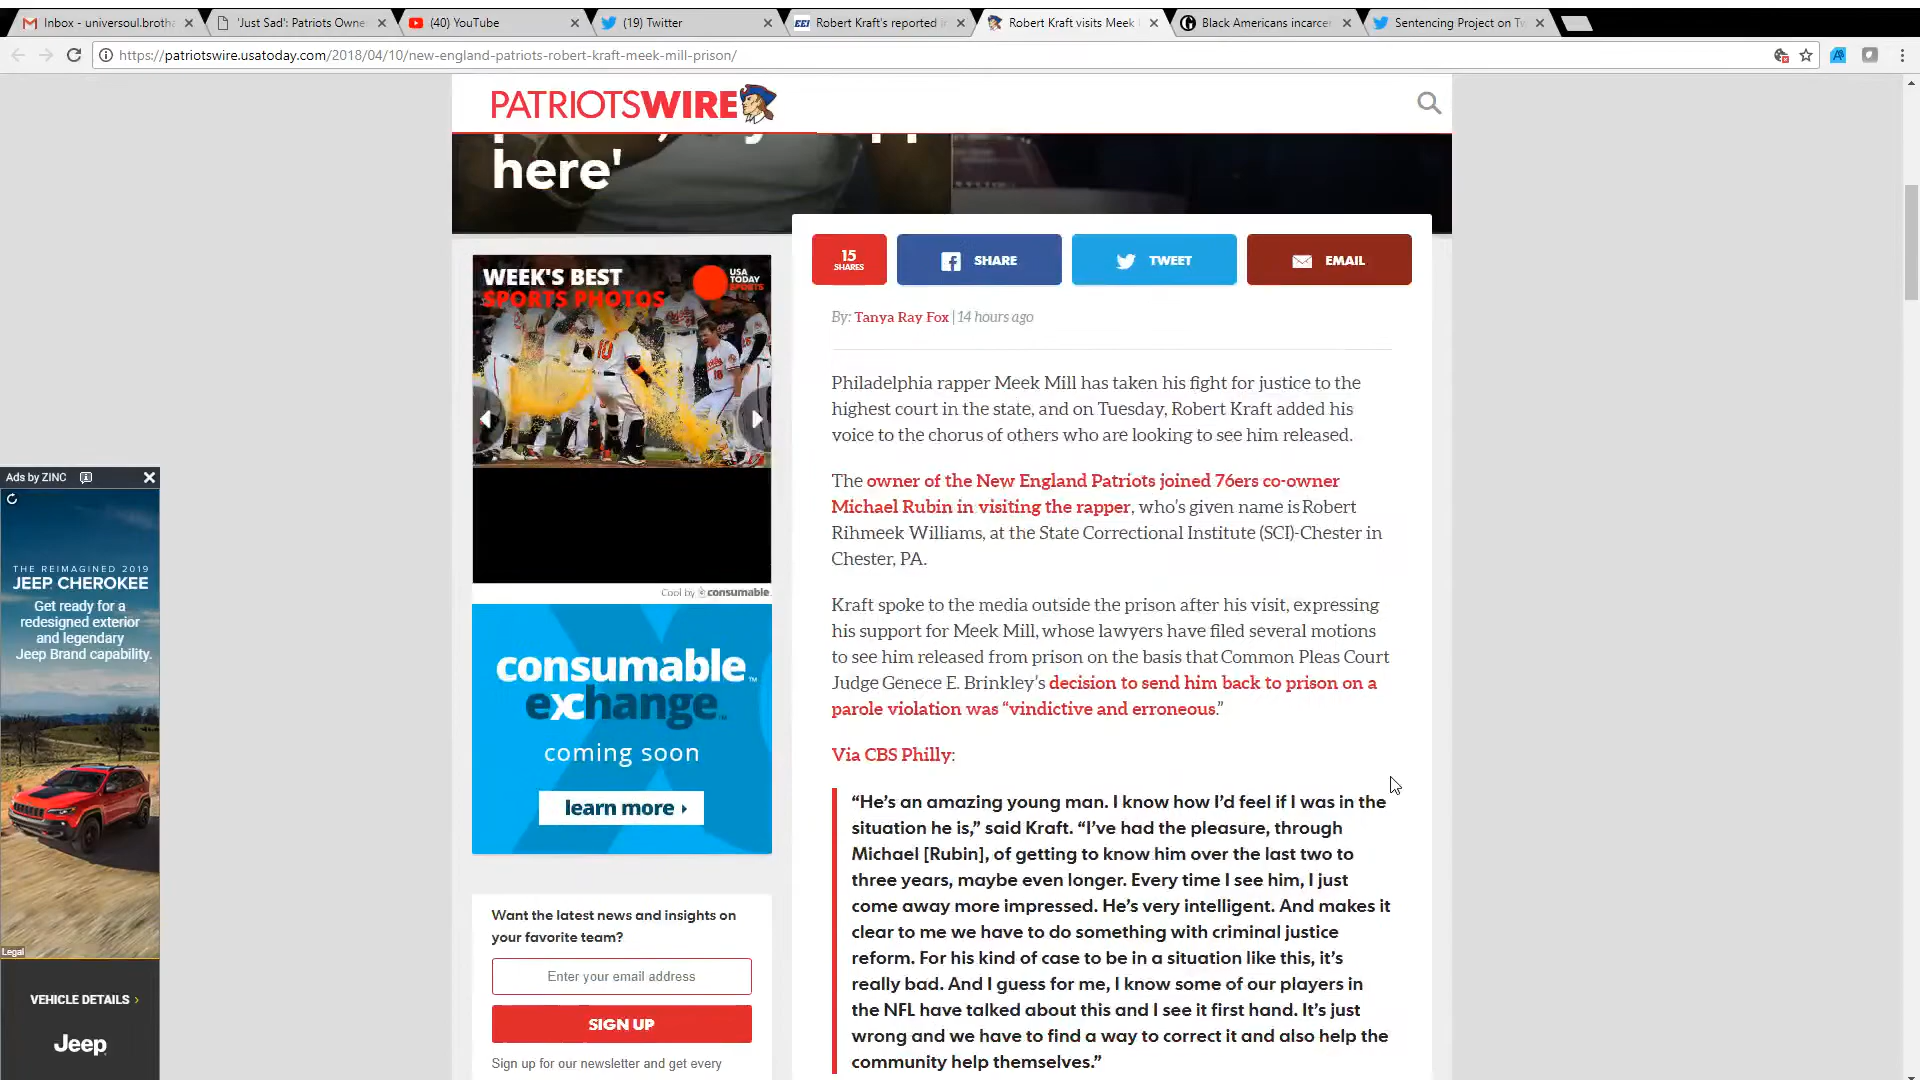 Inbox - universoul.broth
'Just Sad': Patriots Owne
(40) YouTube
(19) Twitter
EEI
Robert Kraft's reported i
Robert Kraft visits Meek
Black Americans incarce
Sentencing Project on Tw
https://patriotswire.usatoday.com/2018/04/10/new-england-patriots-robert-kraft-meek-mill-prison/
PATRIOTSWIRE
here'
15
SHARES
SHARE
TWEET
EMAIL
By: Tanya Ray Fox | 14 hours ago
Philadelphia rapper Meek Mill has taken his fight for justice to the
highest court in the state, and on Tuesday, Robert Kraft added his
voice to the chorus of others who are looking to see him released.
The owner of the New England Patriots joined 76ers co-owner
Michael Rubin in visiting the rapper, who's given name is Robert
Rihmeek Williams, at the State Correctional Institute (SCI)-Chester in
Chester, PA.
Kraft spoke to the media outside the prison after his visit, expressing
his support for Meek Mill, whose lawyers have filed several motions
to see him released from prison on the basis that Common Pleas Court
Judge Genece E. Brinkley's decision to send him back to prison on a
parole violation was “vindictive and erroneous.”
Via CBS Philly:
“He's an amazing young man. I know how I'd feel if I was in the
situation he is,” said Kraft. “I've had the pleasure, through
Michael [Rubin], of getting to know him over the last two to
three years, maybe even longer. Every time I see him, I just
come away more impressed. He's very intelligent. And makes it
clear to me we have to do something with criminal justice
reform. For his kind of case to be in a situation like this, it's
really bad. And I guess for me, I know some of our players in
the NFL have talked about this and I see it first hand. It's just
wrong and we have to find a way to correct it and also help the
community help themselves.”
WEEK'S BEST
SPORTS PHOTOS
USA
TODAY
SPORTS
10
18
Cool by consumable.
consumable™
exchange™
coming soon
learn more
Want the latest news and insights on
your favorite team?
Enter your email address
SIGN UP
Sign up for our newsletter and get every
Ads by ZINC
THE REIMAGINED 2019
JEEP CHEROKEE
Get ready for a
redesigned exterior
and legendary
Jeep Brand capability.
Legal
VEHICLE DETAILS ›
Jeep